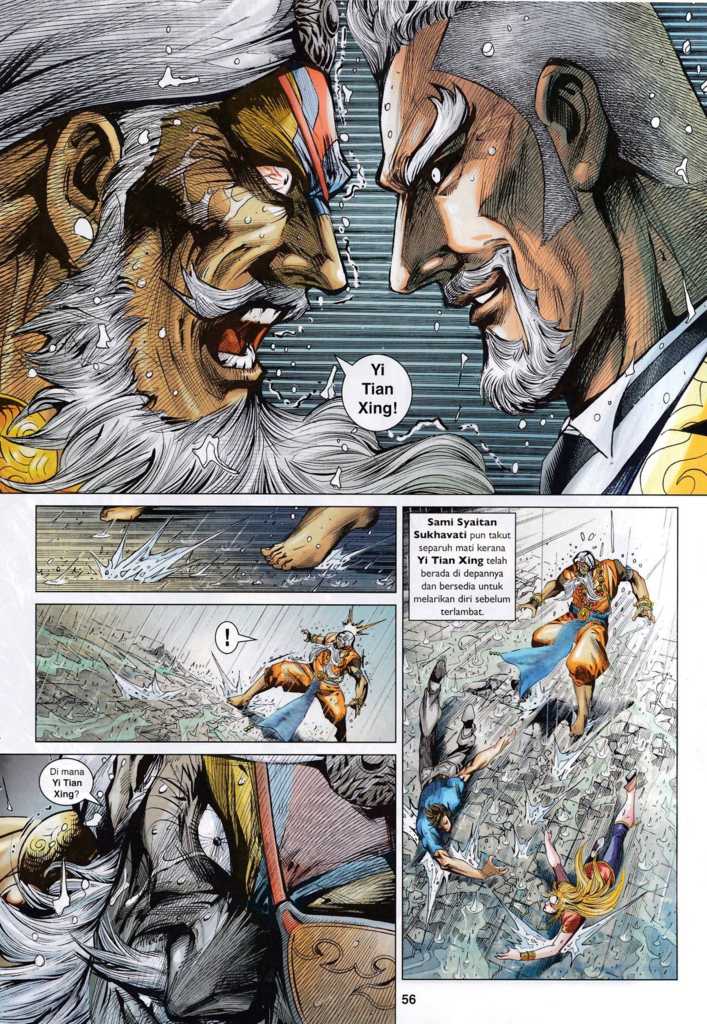 Yi
Tian
Xing!
Sami Syaitan
Sukhavati pun takut
separuh mati kerana
Yi Tian Xing telah
berada di depannya
dan bersedia untuk
melarikan diri sebelum
terlambat.
!
Di mana
Yi Tian
Xing?
56